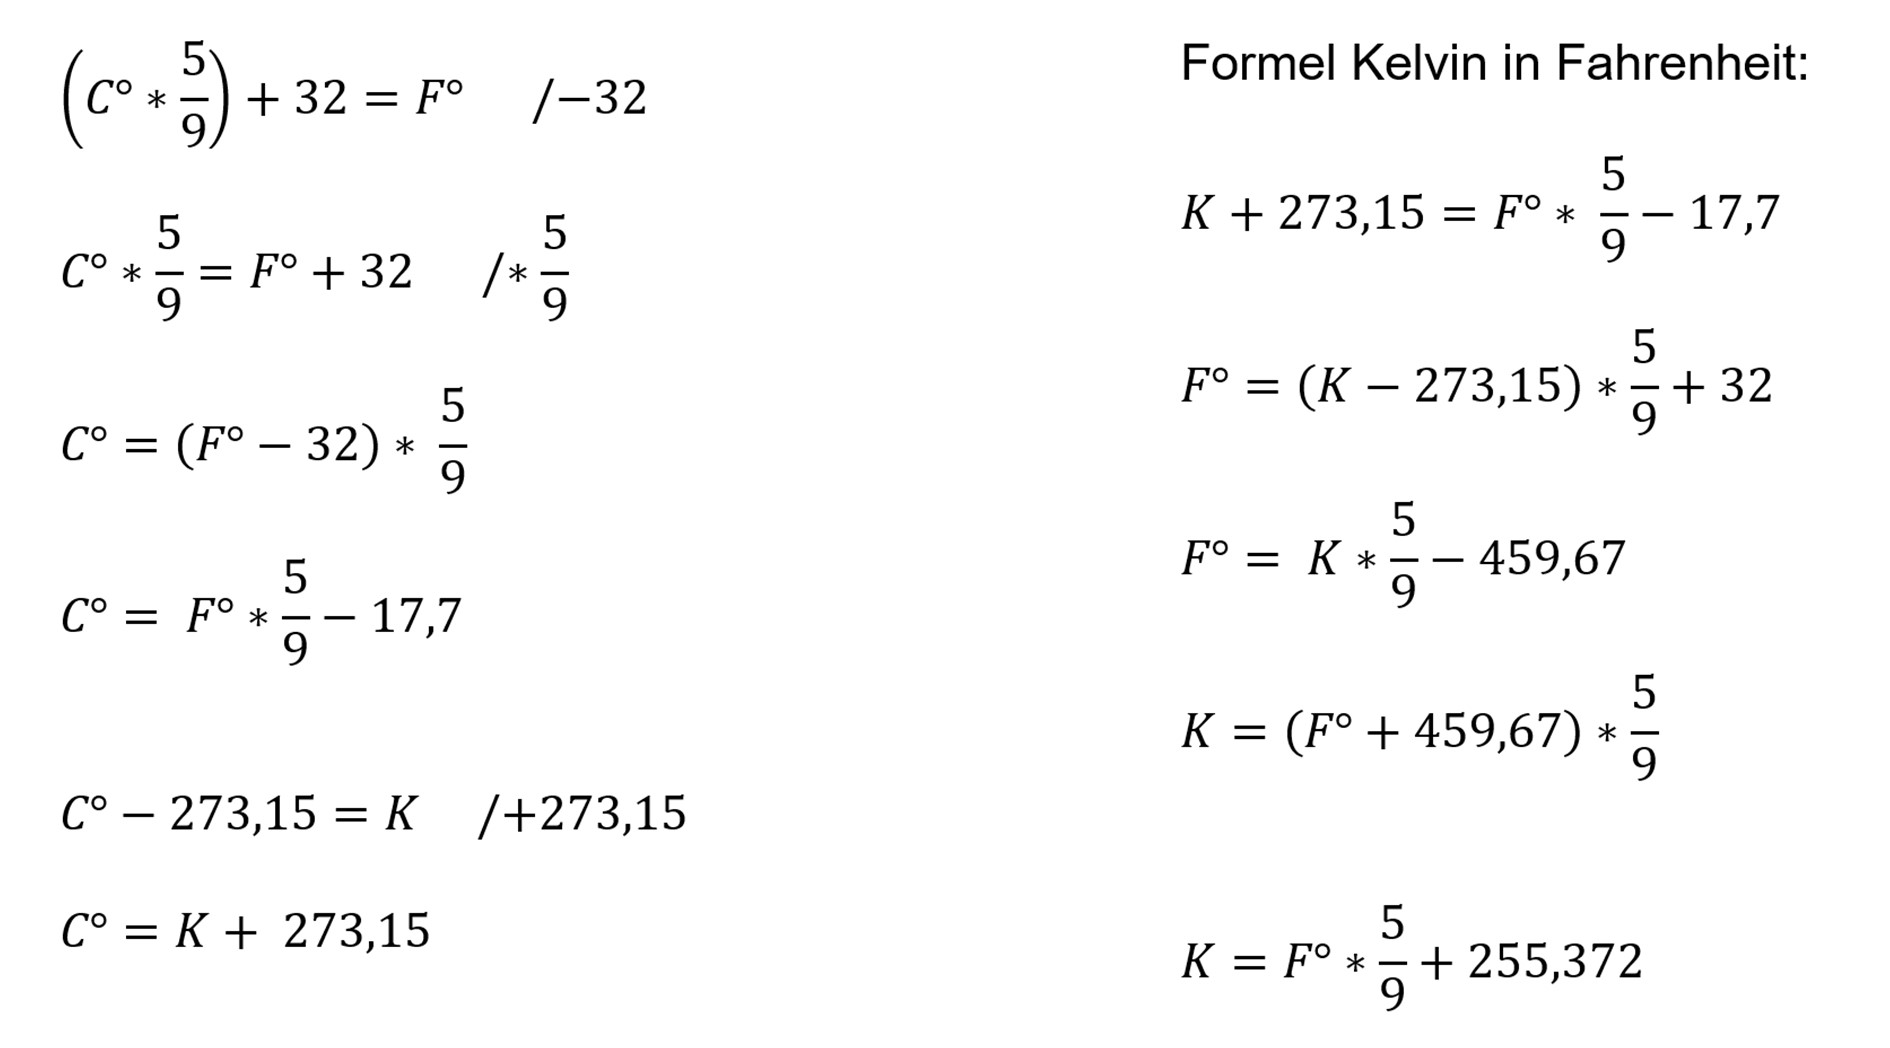 (C° * 5/9) + 32 = F° /−32
C° * 5/9 = F° + 32 /* 5/9
C° = (F° − 32) * 5/9
C° = F° * 5/9 − 17,7
C° − 273,15 = K /+273,15
C° = K + 273,15
Formel Kelvin in Fahrenheit:
K + 273,15 = F° * 5/9 − 17,7
F° = (K − 273,15) * 5/9 + 32
F° = K * 5/9 − 459,67
K = (F° + 459,67) * 5/9
K = F° * 5/9 + 255,372